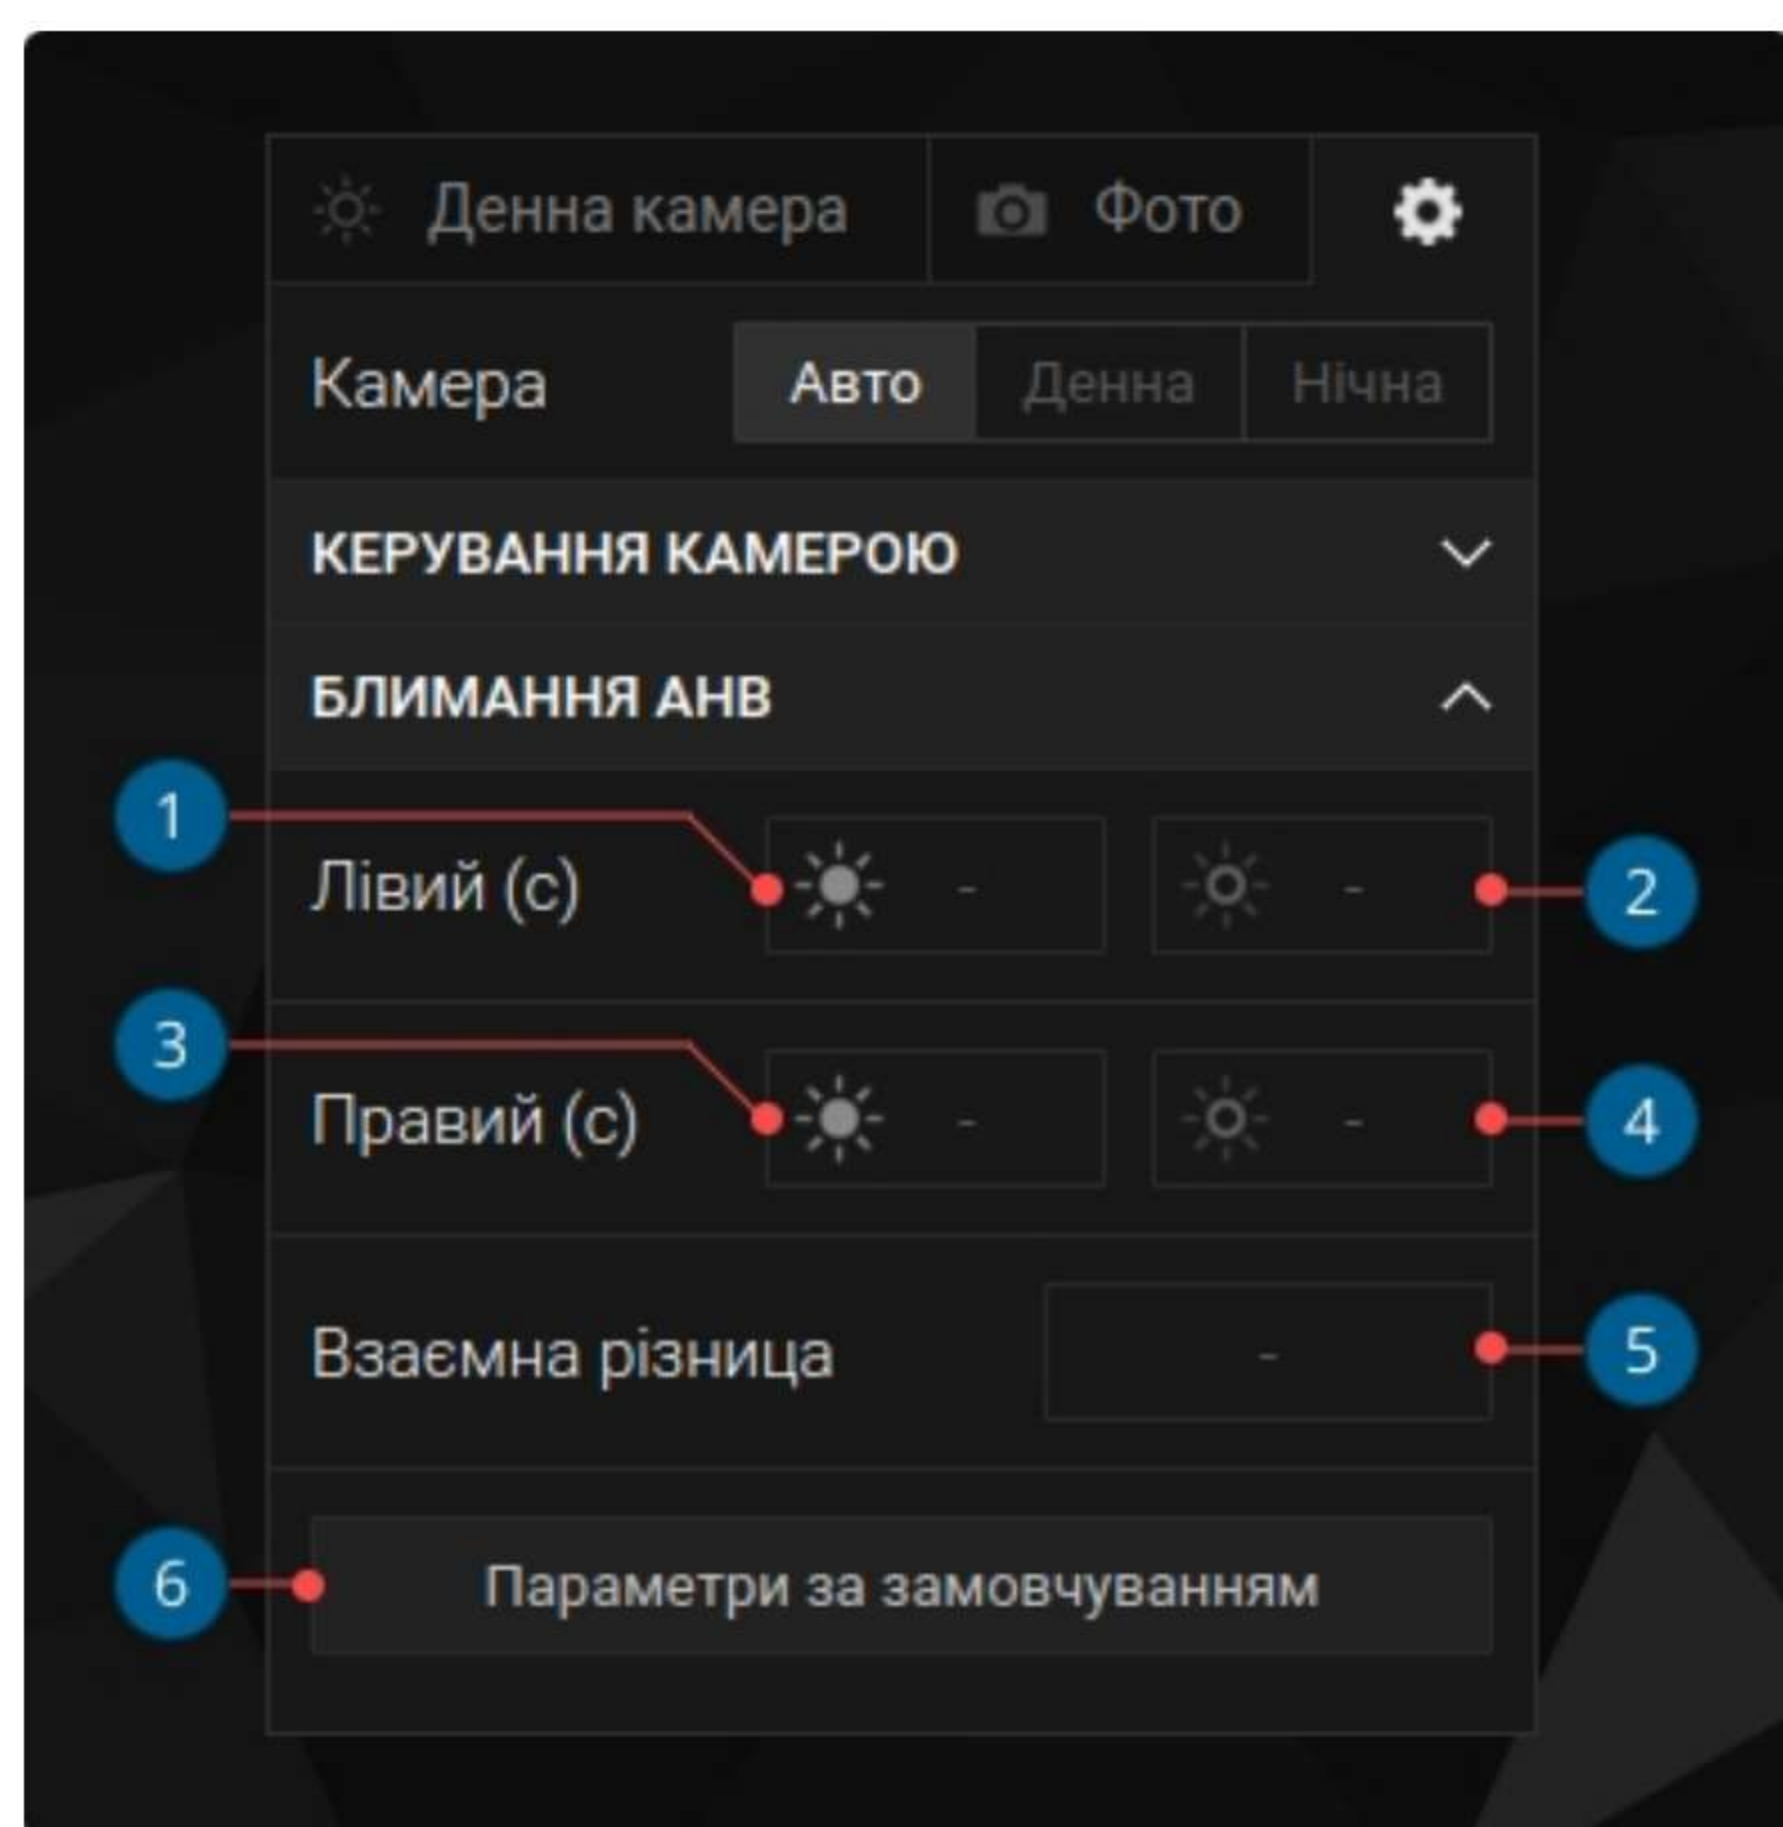 Денна камера Фото
Камера Авто Денна Нічна
КЕРУВАННЯ КАМЕРОЮ
БЛИМАННЯ АНВ
1
Лівий (с) - - 2
3
Правий (с) - - 4
Взаємна різниця - 5
6 Параметри за замовчуванням